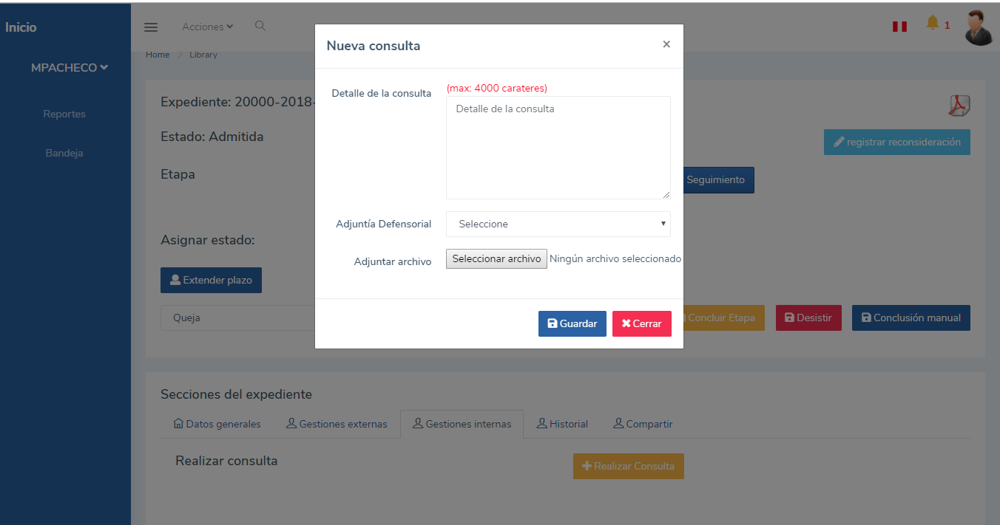 Inicio
Acciones
1
MPACHECO
Reportes
Bandeja
Home > Library
Nueva consulta ×
Detalle de la consulta
(max: 4000 carateres)
Detalle de la consulta
Adjuntía Defensorial
Seleccione
Adjuntar archivo
Seleccionar archivo Ningún archivo seleccionado
Guardar
Cerrar
Expediente: 20000-2018-
Estado: Admitida
registrar reconsideración
Etapa
Seguimiento
Asignar estado:
Extender plazo
Queja
Concluir Etapa
Desistir
Conclusión manual
Secciones del expediente
Datos generales
Gestiones externas
Gestiones internas
Historial
Compartir
Realizar consulta
Realizar Consulta